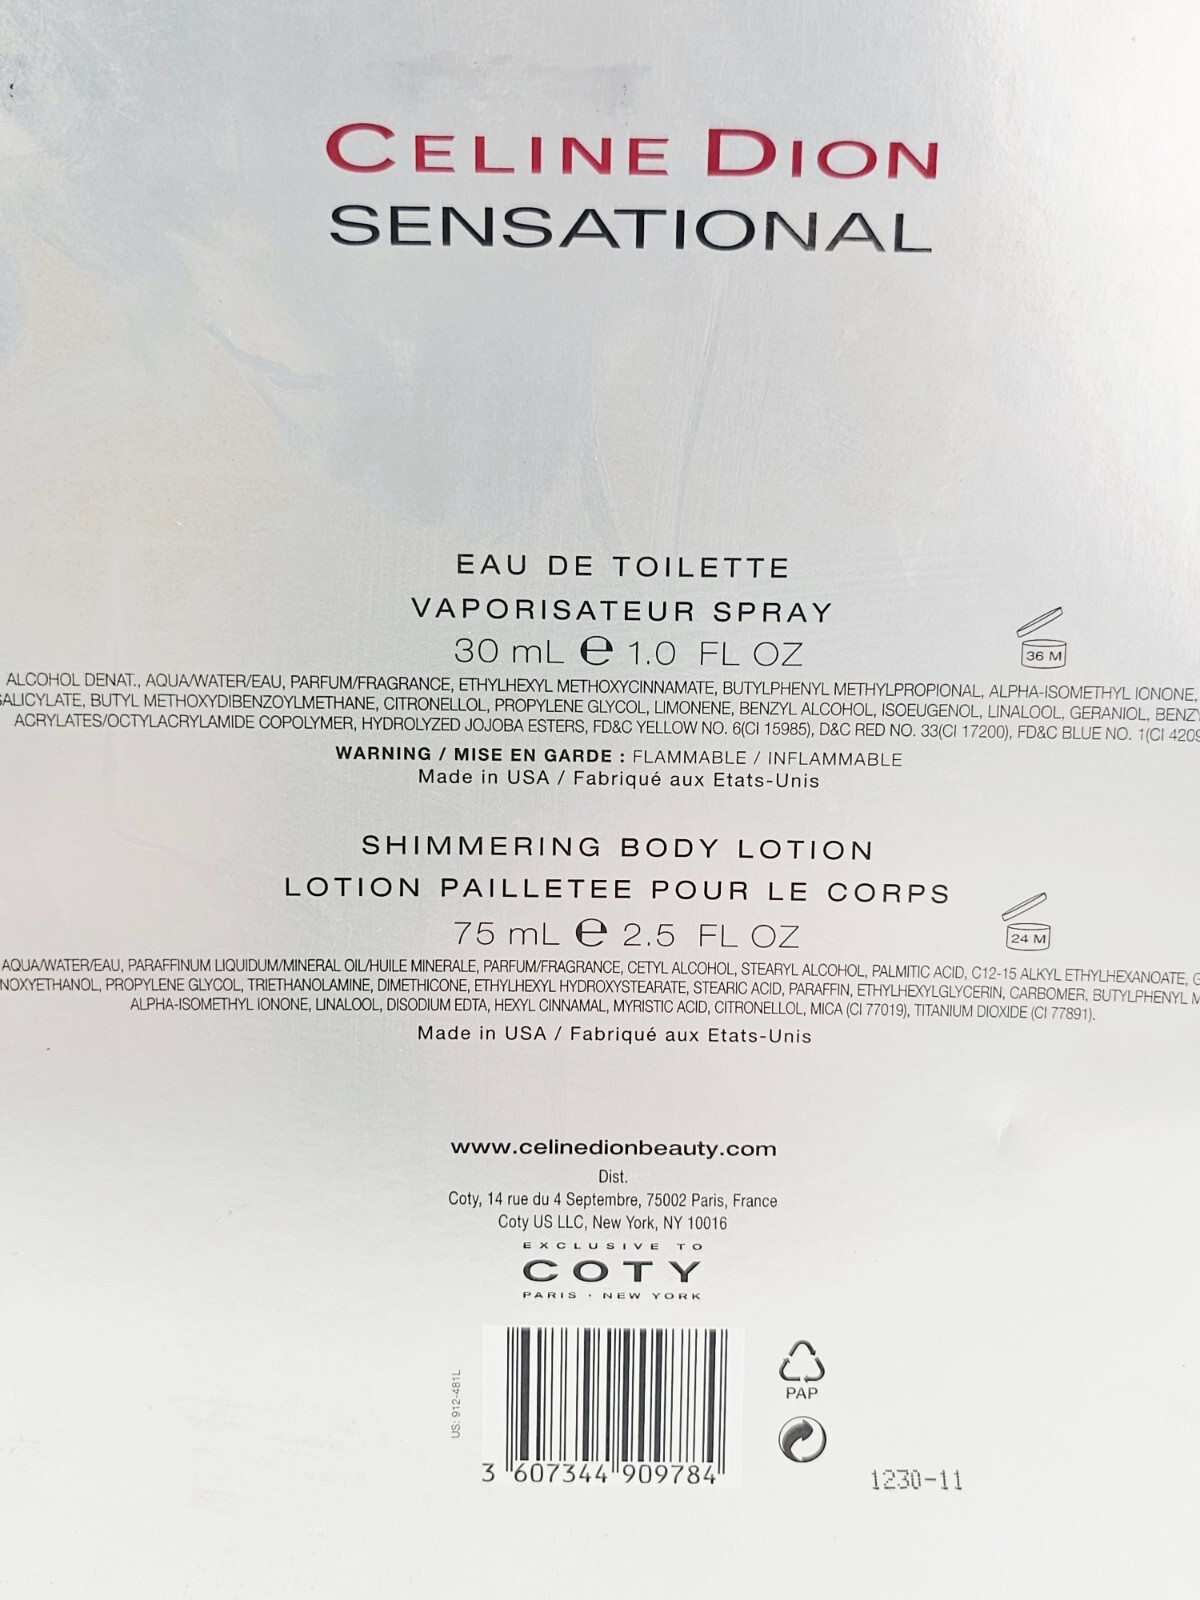 CELINE DION
SENSATIONAL
EAU DE TOILETTE
VAPORISATEUR SPRAY
30 mL ℮ 1.0 FL OZ
36 M
ALCOHOL DENAT., AQUA/WATER/EAU, PARFUM/FRAGRANCE, ETHYLHEXYL METHOXYCINNAMATE, BUTYLPHENYL METHYLPROPIONAL, ALPHA-ISOMETHYL IONONE,
SALICYLATE, BUTYL METHOXYDIBENZOYLMETHANE, CITRONELLOL, PROPYLENE GLYCOL, LIMONENE, BENZYL ALCOHOL, ISOEUGENOL, LINALOOL, GERANIOL, BENZY
ACRYLATES/OCTYLACRYLAMIDE COPOLYMER, HYDROLYZED JOJOBA ESTERS, FD&C YELLOW NO. 6(CI 15985), D&C RED NO. 33(CI 17200), FD&C BLUE NO. 1(CI 4209
WARNING / MISE EN GARDE : FLAMMABLE / INFLAMMABLE
Made in USA / Fabriqué aux Etats-Unis
SHIMMERING BODY LOTION
LOTION PAILLETEE POUR LE CORPS
75 mL ℮ 2.5 FL OZ
24 M
AQUA/WATER/EAU, PARAFFINUM LIQUIDUM/MINERAL OIL/HUILE MINERALE, PARFUM/FRAGRANCE, CETYL ALCOHOL, STEARYL ALCOHOL, PALMITIC ACID, C12-15 ALKYL ETHYLHEXANOATE, G
NOXYETHANOL, PROPYLENE GLYCOL, TRIETHANOLAMINE, DIMETHICONE, ETHYLHEXYL HYDROXYSTEARATE, STEARIC ACID, PARAFFIN, ETHYLHEXYLGLYCERIN, CARBOMER, BUTYLPHENYL M
ALPHA-ISOMETHYL IONONE, LINALOOL, DISODIUM EDTA, HEXYL CINNAMAL, MYRISTIC ACID, CITRONELLOL, MICA (CI 77019), TITANIUM DIOXIDE (CI 77891).
Made in USA / Fabriqué aux Etats-Unis
www.celinedionbeauty.com
Dist.
Coty, 14 rue du 4 Septembre, 75002 Paris, France
Coty US LLC, New York, NY 10016
EXCLUSIVE TO
COTY
PARIS · NEW YORK
US: 912-481L
PAP
3 607344 909784
1230-11